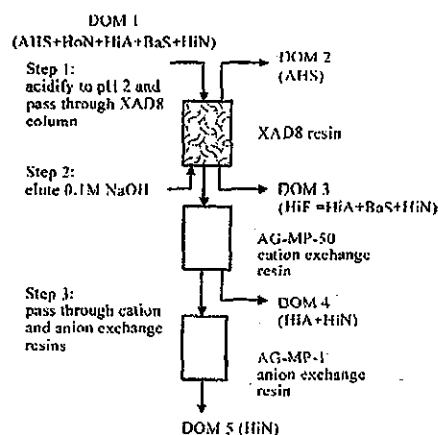 DOM 1
(AHS+HoN+HiA+BaS+HiN)
Step 1:
acidify to pH 2 and
pass through XAD8
column
DOM 2
(AHS)
XAD8 resin
Step 2:
elute 0.1M NaOH
DOM 3
(HiF =HiA+BaS+HiN)
AG-MP-50
cation exchange
resin
Step 3:
pass through cation
and anion exchange
resins
DOM 4
(HIA+HiN)
AG-MP-1
anion exchange
resin
DOM 5 (HiN)